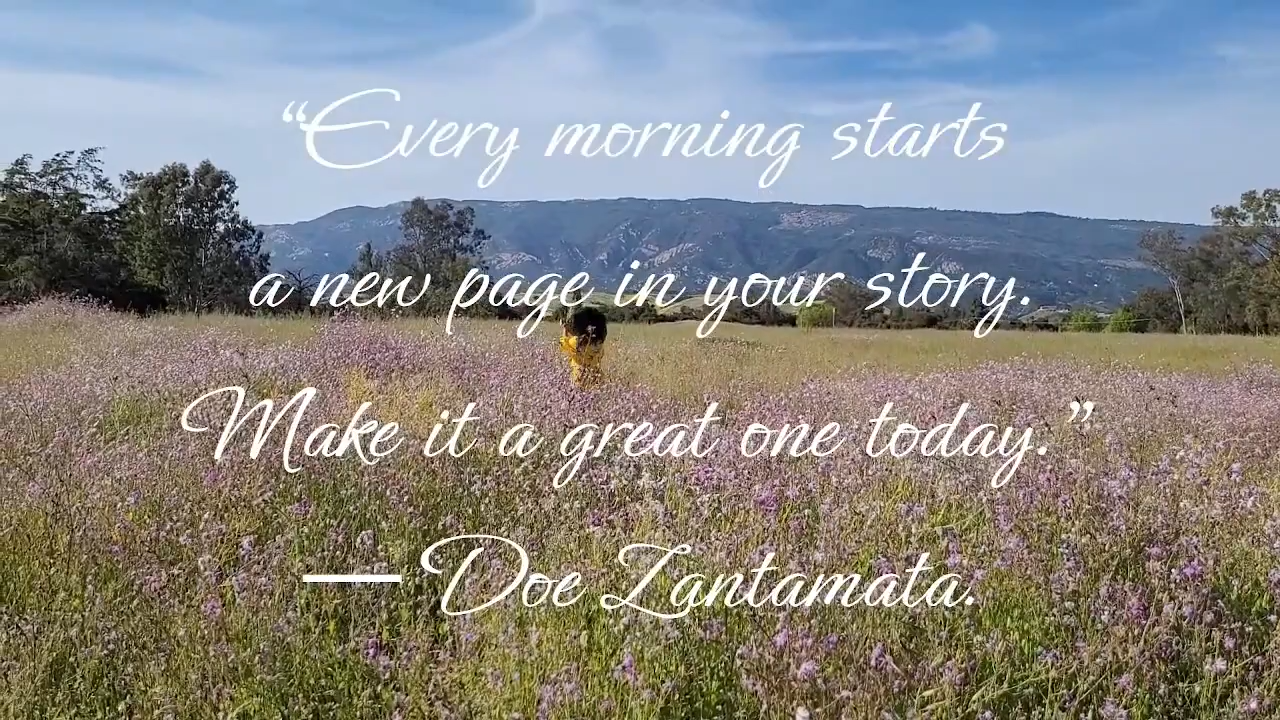 “Every morning starts
a new page in your story.
Make it a great one today.”
— Doe Zantamata.